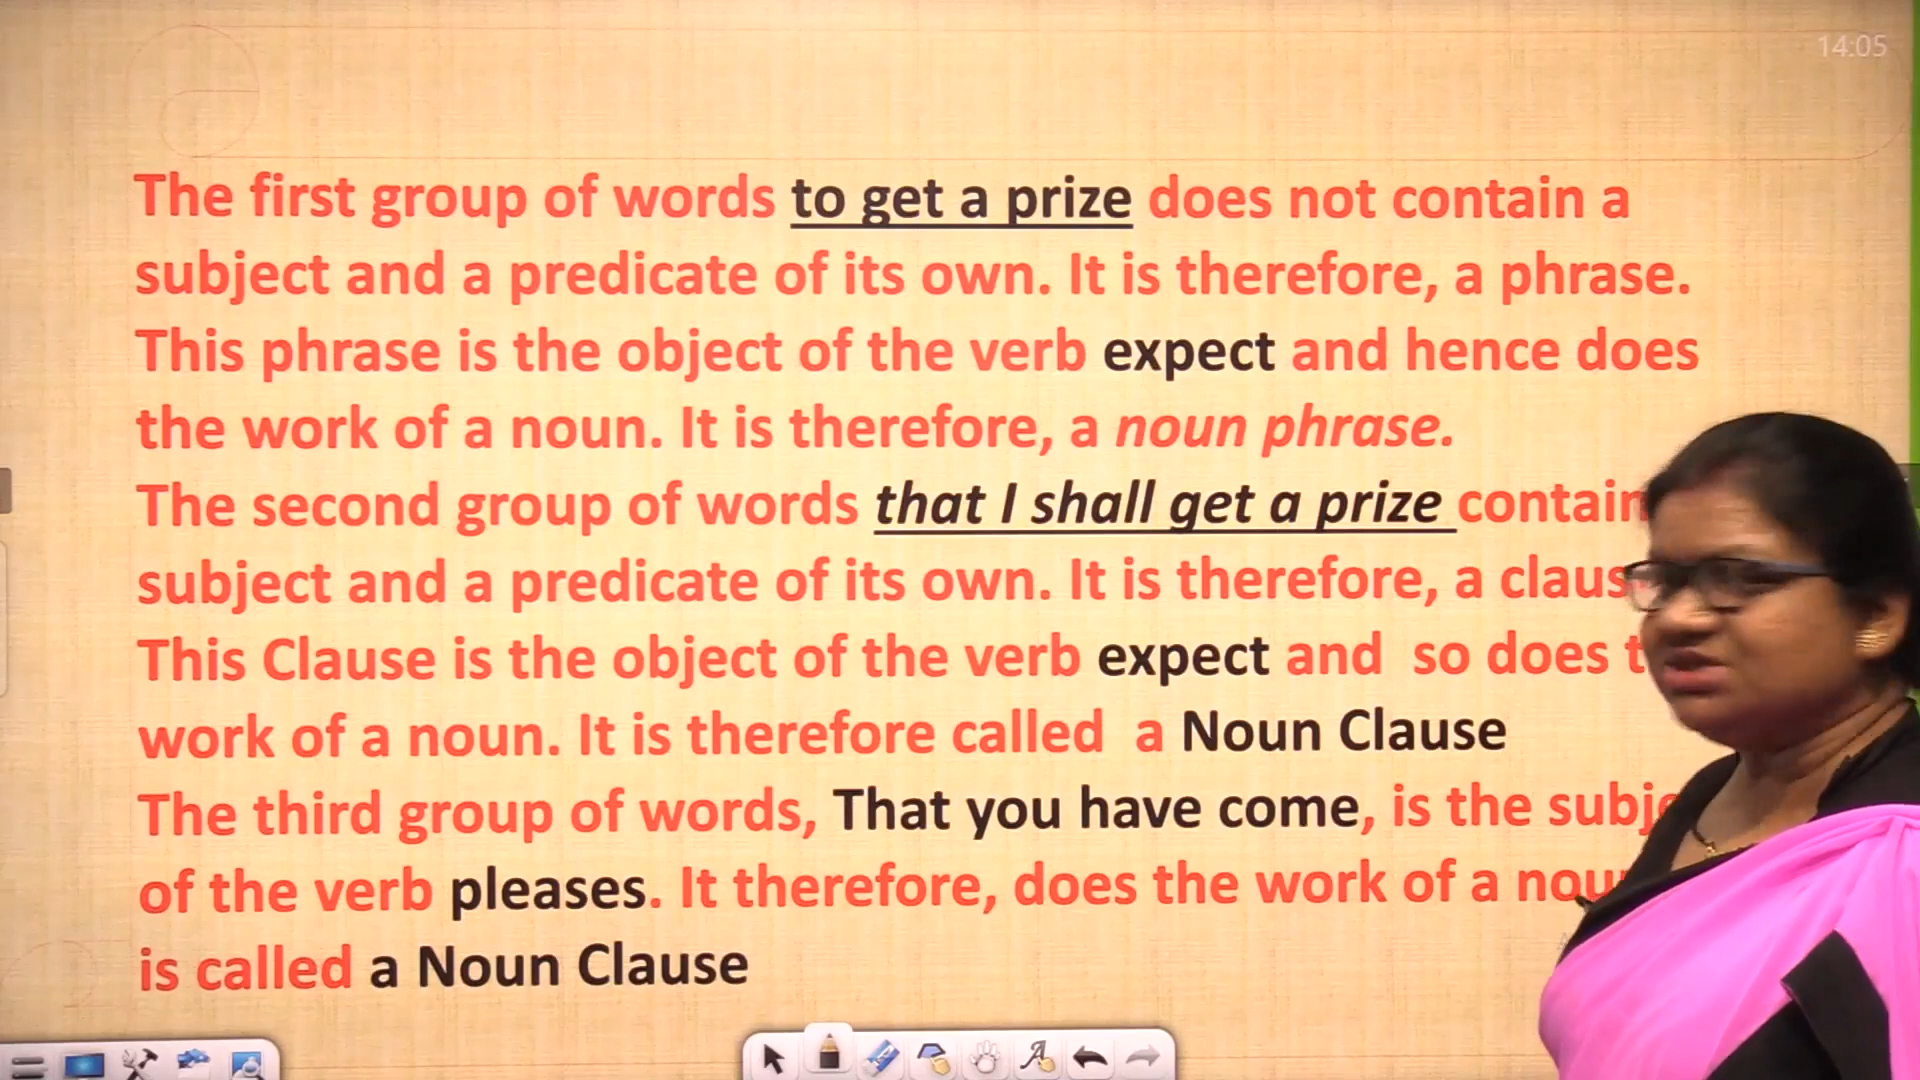 14:05
The first group of words to get a prize does not contain a
subject and a predicate of its own. It is therefore, a phrase.
This phrase is the object of the verb expect and hence does
the work of a noun. It is therefore, a noun phrase.
The second group of words that I shall get a prize
subject and a predicate of its own. It is therefore, a
This Clause is the object of the verb expect and so does
work of a noun. It is therefore called a Noun Clause
The third group of words, That you have come, is the
of the verb pleases. It therefore, does the work of a
is called a Noun Clause